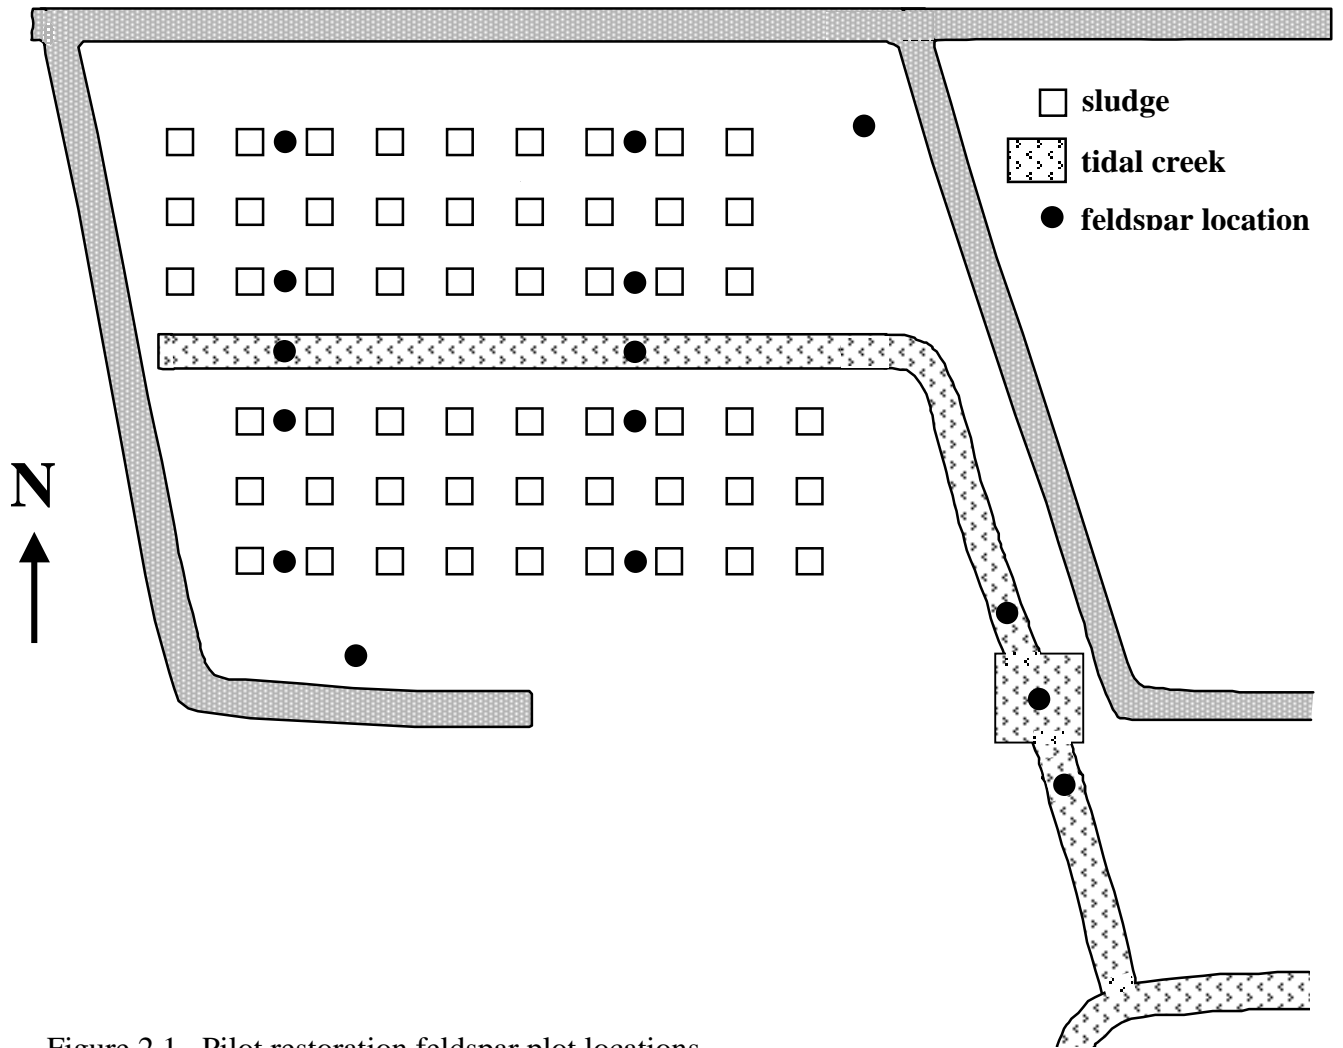 sludge
tidal creek
feldspar location
N
Figure 2.1. Pilot restoration feldspar plot locations